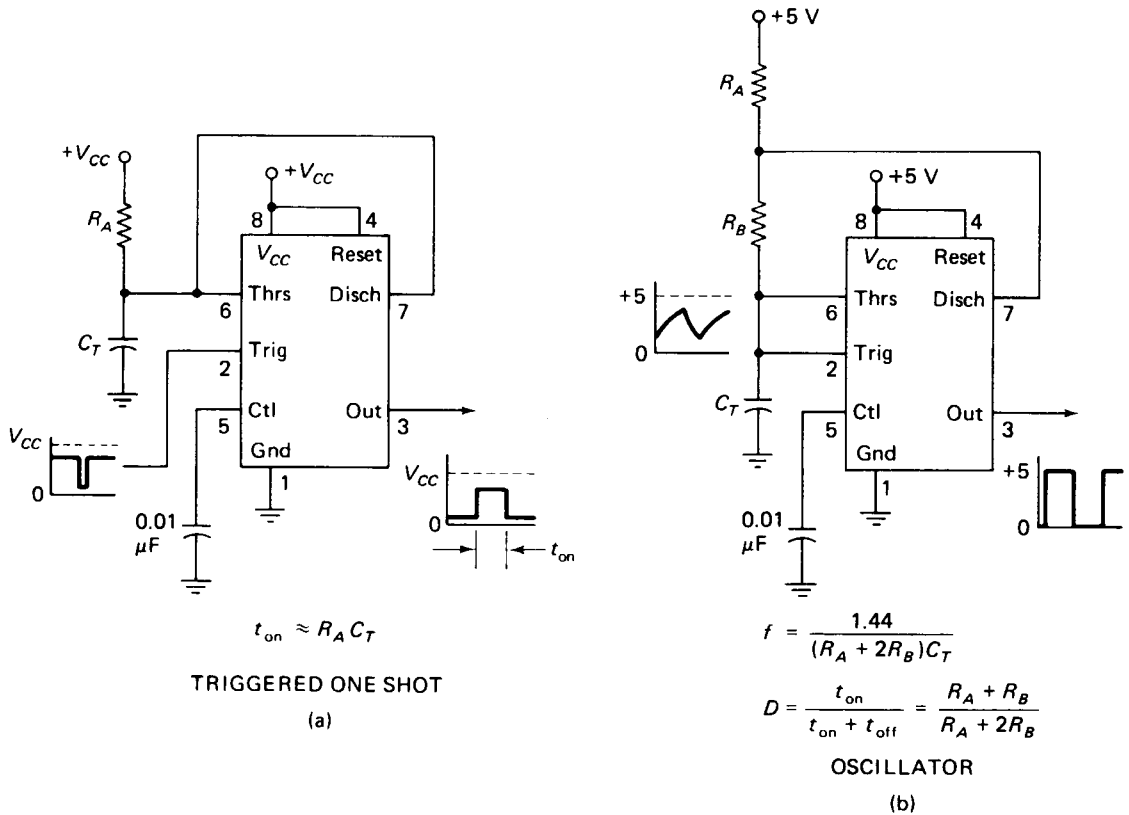 +V_CC
R_A
C_T
+V_CC
8
4
V_CC
Reset
Thrs
Disch
6
7
Trig
2
Ctl
Out
5
3
Gnd
1
V_CC
0
0.01
µF
V_CC
0
t_on
t_on ≈ R_A C_T
TRIGGERED ONE SHOT
(a)
+5 V
R_A
+5 V
R_B
8
4
V_CC
Reset
+5
0
Thrs
Disch
6
7
Trig
2
C_T
Ctl
Out
5
3
Gnd
1
0.01
µF
+5
0
f = 1.44 / (R_A + 2R_B)C_T
D = t_on / t_on + t_off = R_A + R_B / R_A + 2R_B
OSCILLATOR
(b)